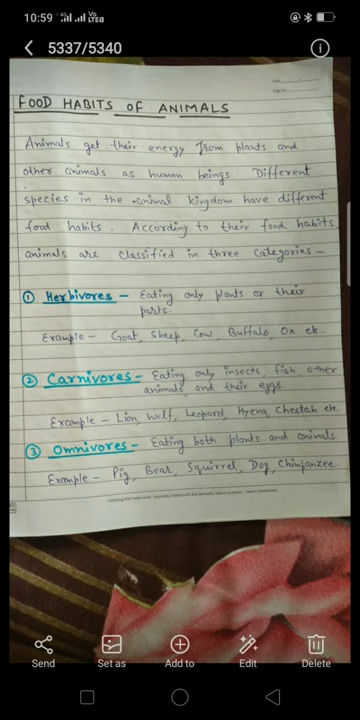 10:59
4G VoLTE
5337/5340
FOOD HABITS OF ANIMALS
Animals get their energy from plants and
other animals as human beings. Different
species in the animal kingdom have different
food habits. According to their food habits
animals are classified in three categories -
① Herbivores - Eating only plants or their
parts.
Example - Goat, Sheep, Cow, Buffalo, Ox etc.
② Carnivores - Eating only insects, fish, other
animals, and their eggs
Example - Lion, Wolf, Leopard, Hyena, Cheetah etc
③ Omnivores - Eating both plants and animals
Example - Pig, Bear, Squirrel, Dog, Chimpanzee
Send
Set as
Add to
Edit
Delete